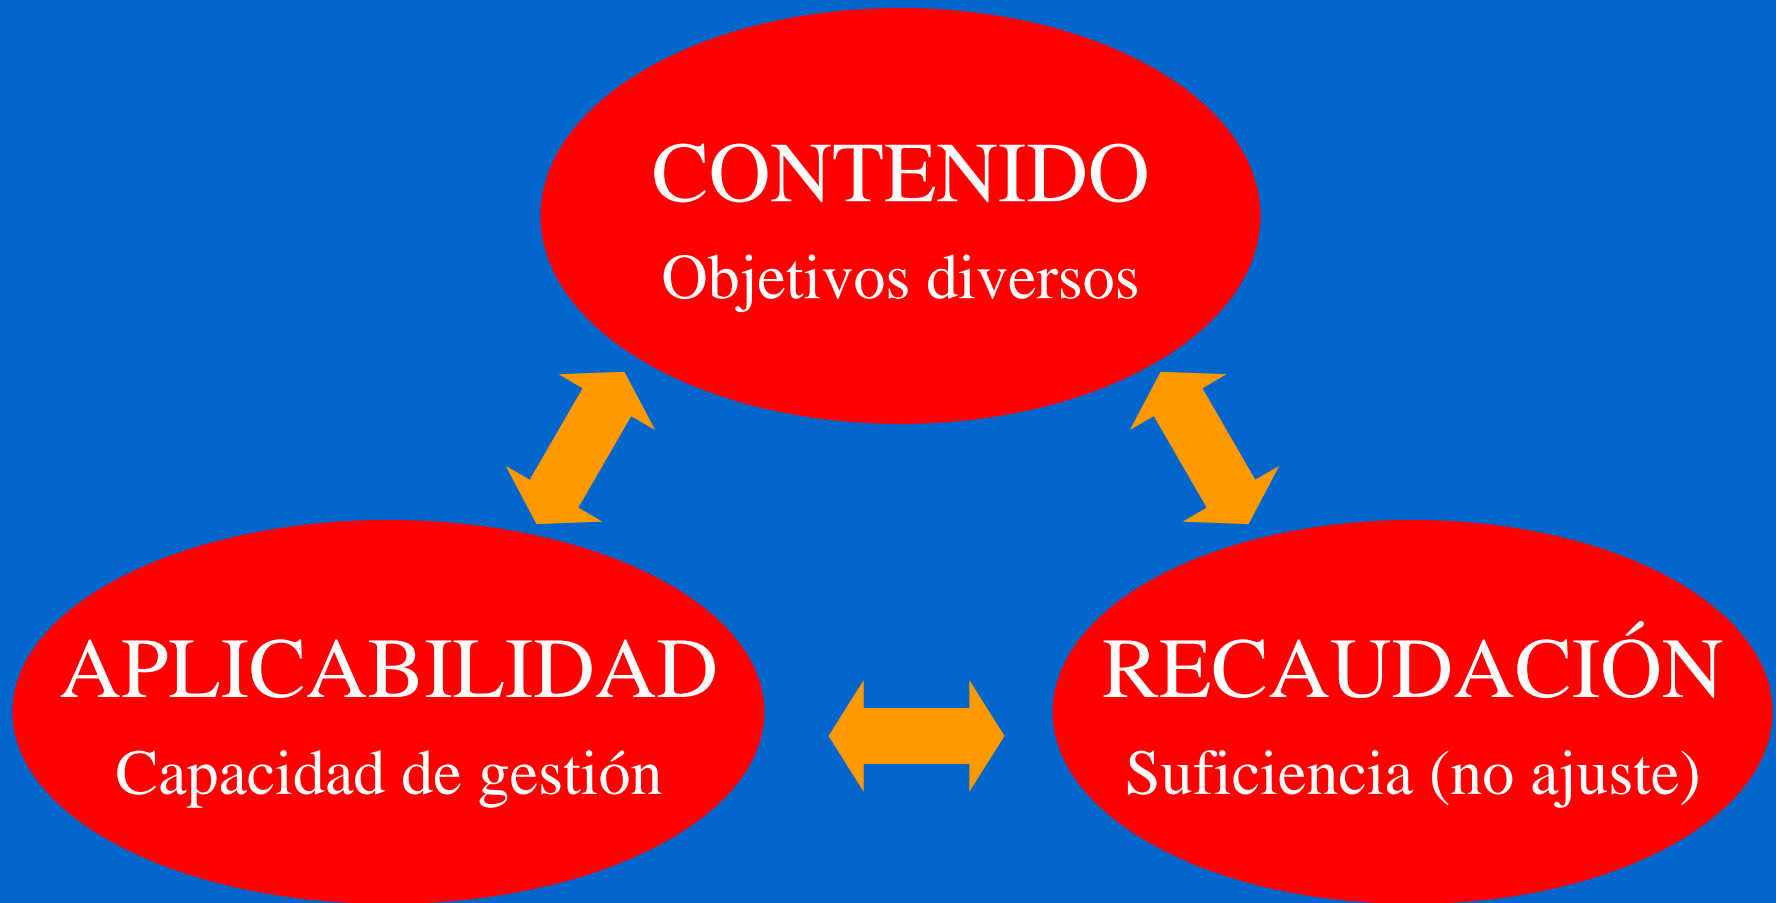 CONTENIDO
Objetivos diversos
APLICABILIDAD
Capacidad de gestión
RECAUDACIÓN
Suficiencia (no ajuste)